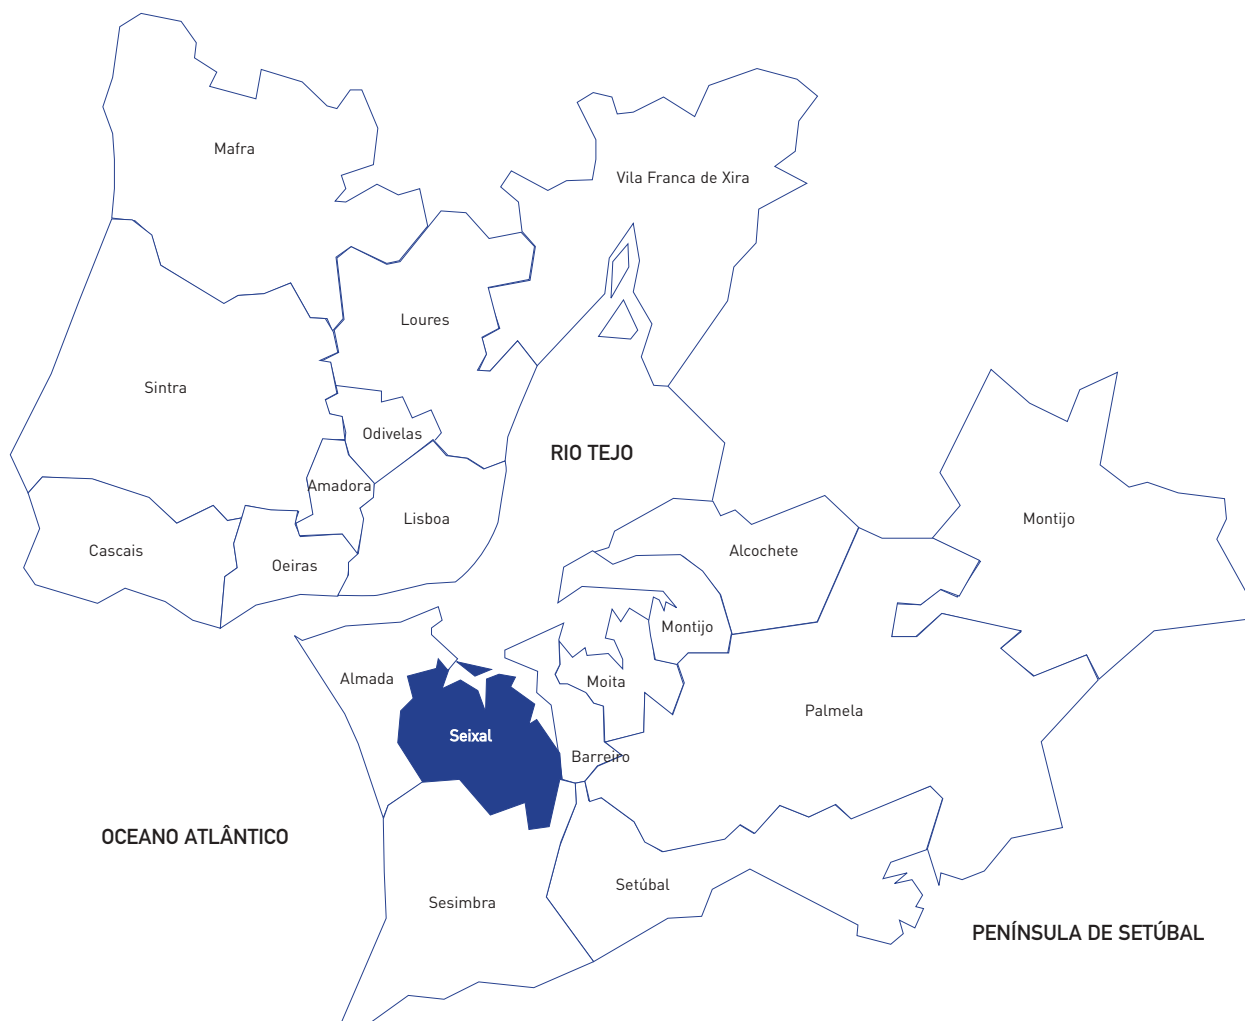 Mafra
Vila Franca de Xira
Loures
Sintra
Odivelas
RIO TEJO
Amadora
Lisboa
Montijo
Cascais
Oeiras
Alcochete
Montijo
Almada
Moita
Palmela
Seixal
Barreiro
OCEANO ATLÂNTICO
Setúbal
Sesimbra
PENÍNSULA DE SETÚBAL